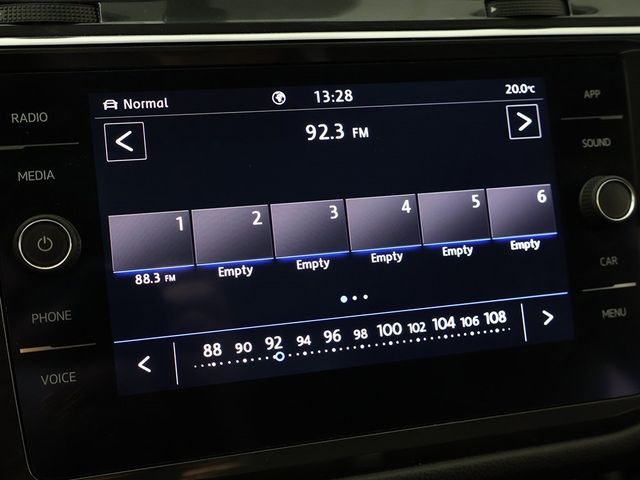 Normal 13:28 20.0°C
92.3 FM
1 2 3 4 5 6
88.3 FM Empty Empty Empty Empty Empty
88 90 92 94 96 98 100 102 104 106 108
RADIO
MEDIA
PHONE
VOICE
APP
SOUND
CAR
MENU